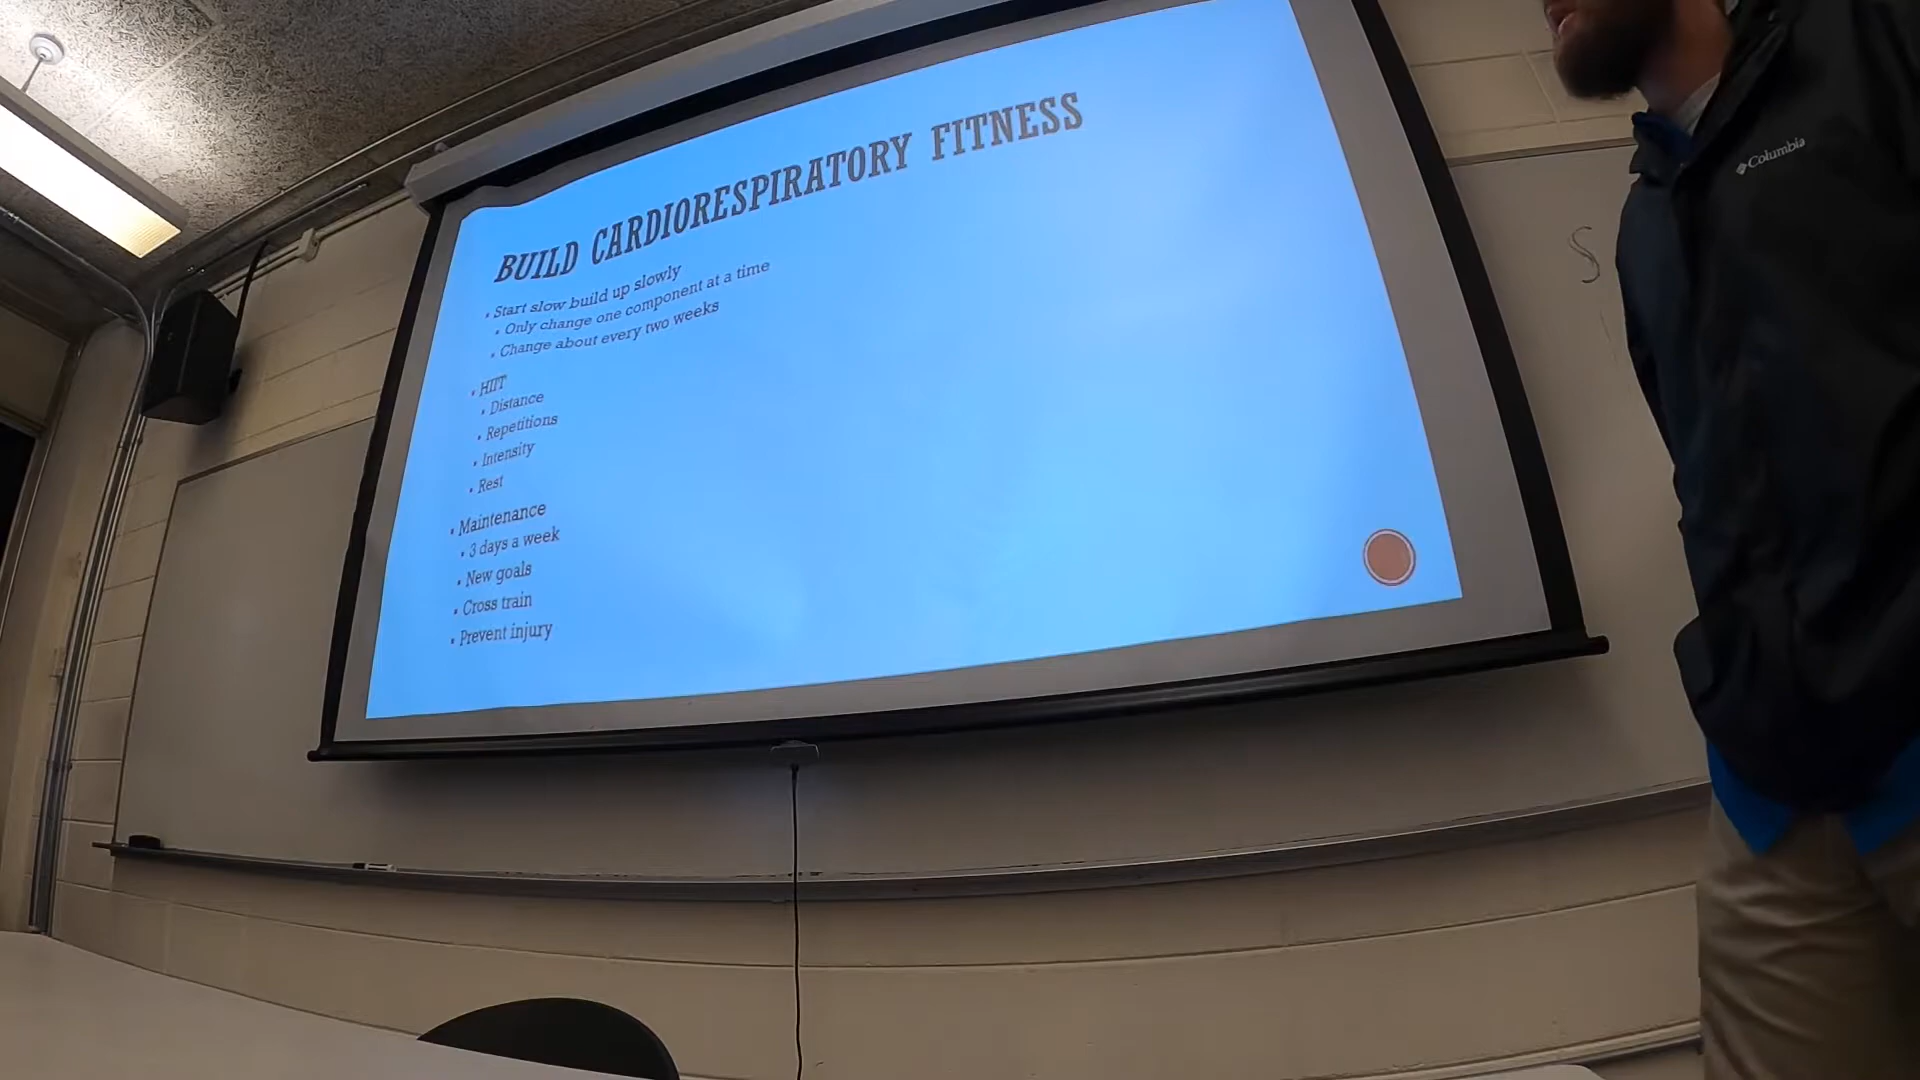 BUILD CARDIORESPIRATORY FITNESS
Start slow build up slowly
Only change one component at a time
Change about every two weeks
HIIT
Distance
Repetitions
Intensity
Rest
Maintenance
3 days a week
New goals
Cross train
Prevent injury
Columbia
S